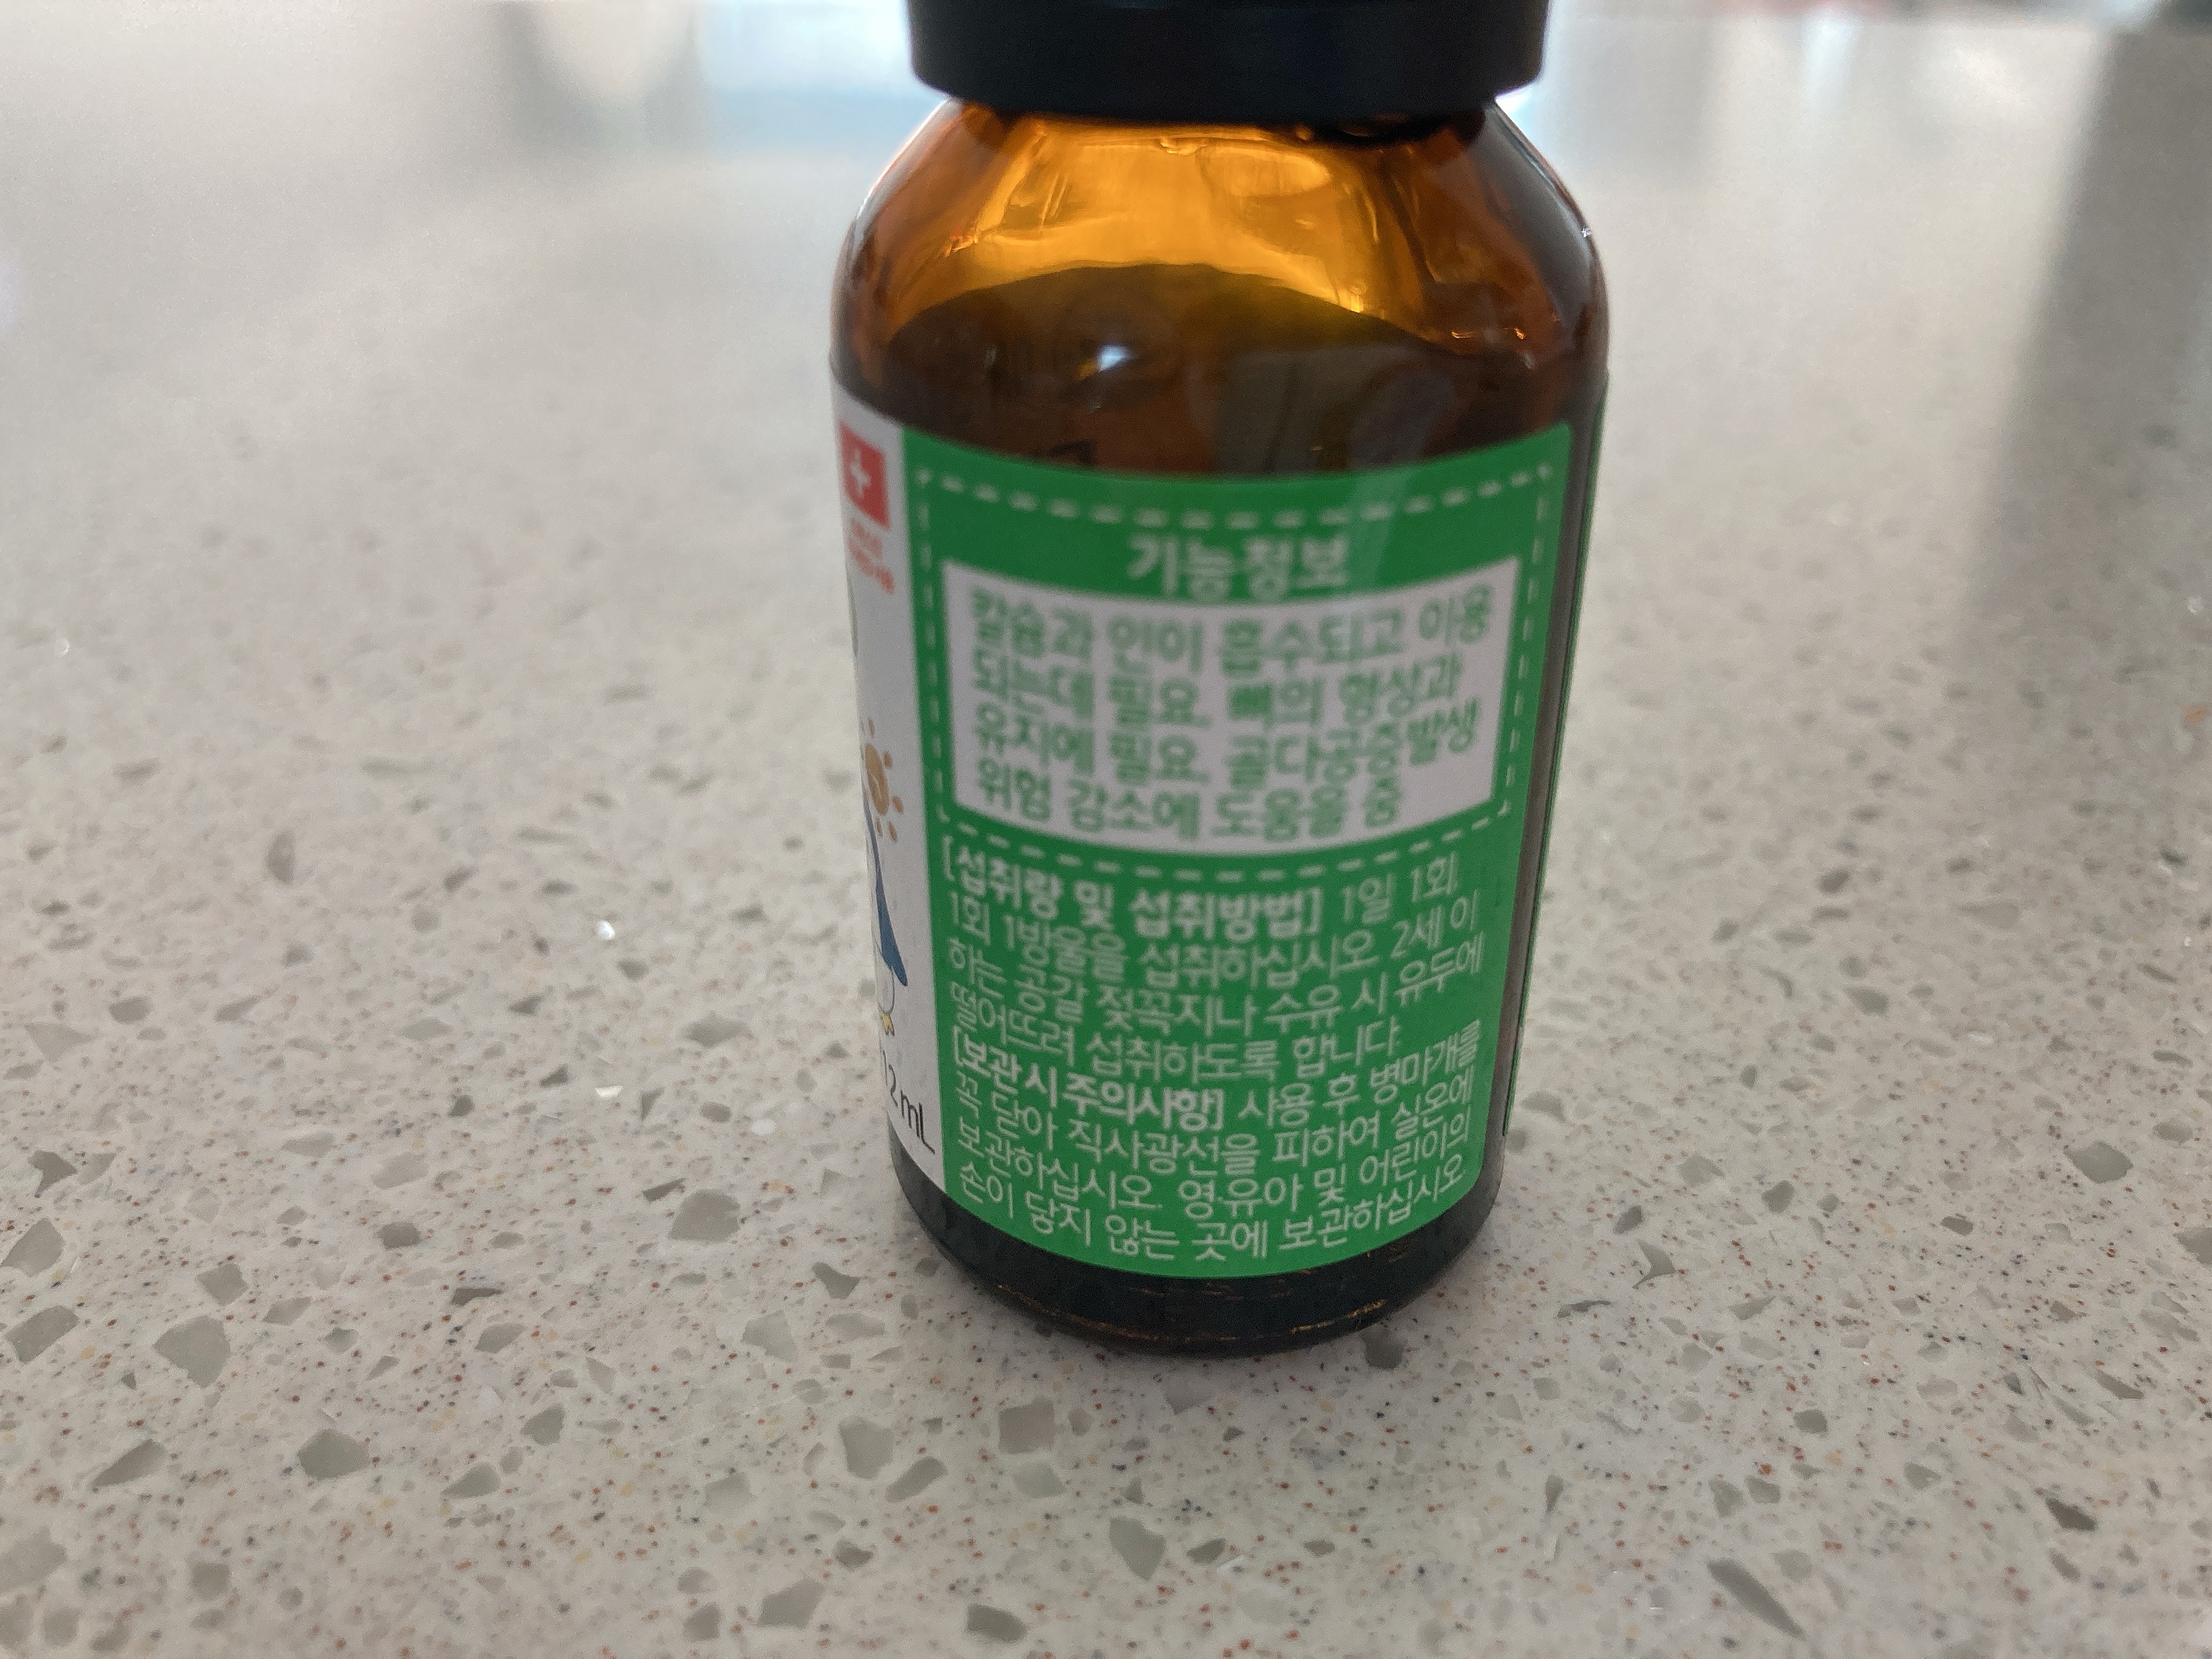 기능정보
칼슘과 인이 흡수되고 이용
되는데 필요, 뼈의 형성과
유지에 필요, 골다공증발생
위험 감소에 도움을 줌
[섭취량 및 섭취방법] 1일 1회,
1회 1방울을 섭취하십시오. 2세 이
하는 공갈 젖꼭지나 수유 시 유두에
떨어뜨려 섭취하도록 합니다.
[보관 시 주의사항] 사용 후 병마개를
꼭 닫아 직사광선을 피하여 실온에
보관하십시오. 영·유아 및 어린이의
손이 닿지 않는 곳에 보관하십시오.
12mL